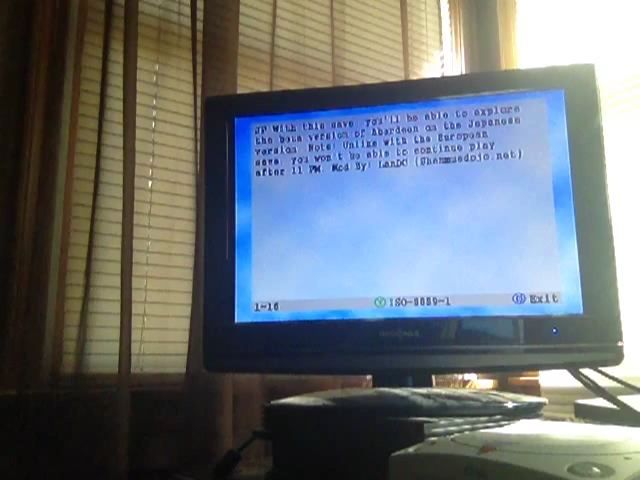 JP With this save, you'll be able to explore
the beta version of Aberdeen on the Japanese
version. Note: Unlike with the European
save, you won't be able to continue play
after 11 PM. Mod By: LanDC (Shenmuedojo.net)
1-16
Y ISO-8859-1
B Exit
INSIGNIA